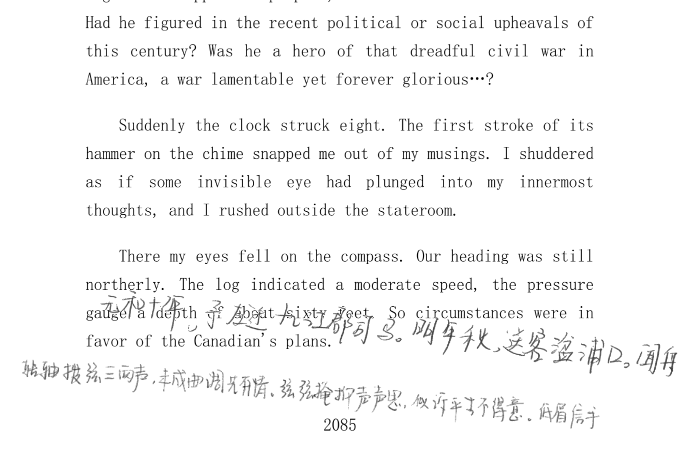 Had he figured in the recent political or social upheavals of
this century? Was he a hero of that dreadful civil war in
America, a war lamentable yet forever glorious…?
Suddenly the clock struck eight. The first stroke of its
hammer on the chime snapped me out of my musings. I shuddered
as if some invisible eye had plunged into my innermost
thoughts, and I rushed outside the stateroom.
There my eyes fell on the compass. Our heading was still
northerly. The log indicated a moderate speed, the pressure
gauge a depth of about sixty feet. So circumstances were in
元和十年,予左迁九江郡司马。明年秋,送客湓浦口。闻舟
favor of the Canadian's plans.
转轴拨弦三两声,未成曲调先有情。弦弦掩抑声声思,似诉平生不得意。低眉信手
2085